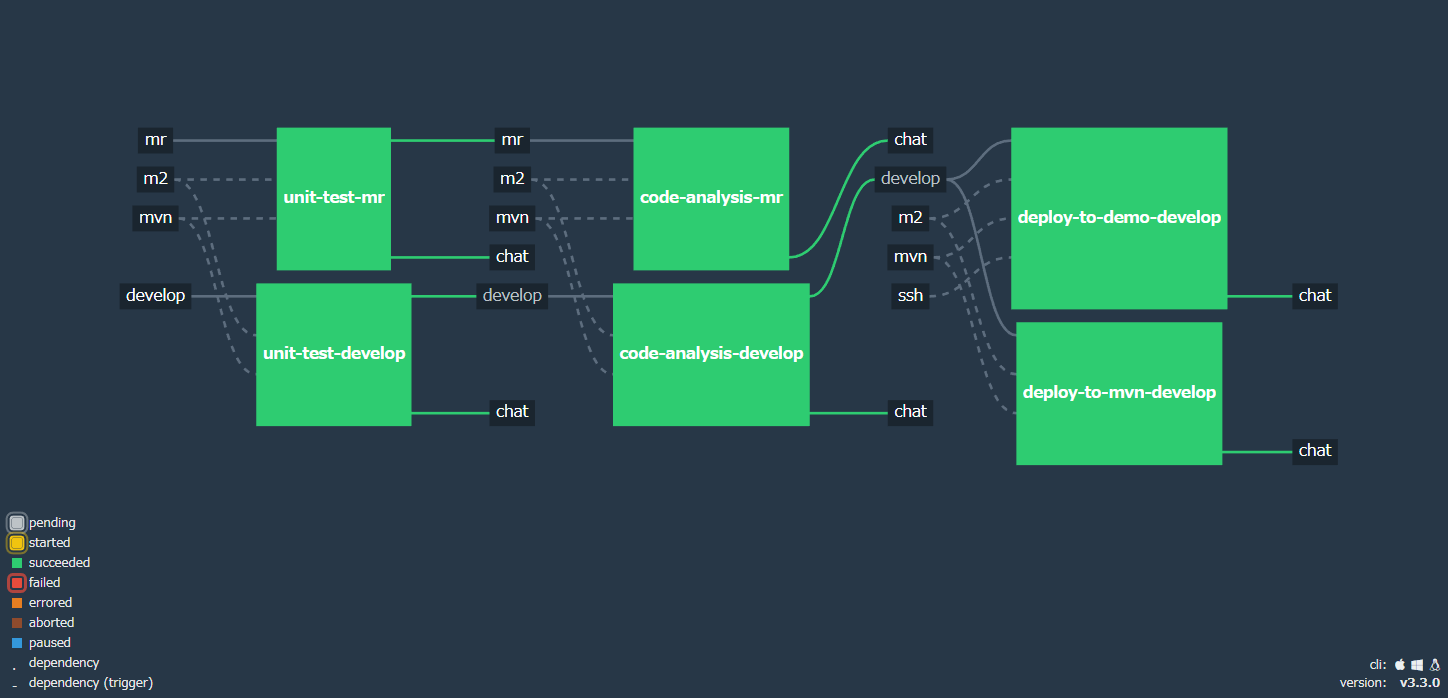 mr
m2
mvn
develop
unit-test-mr
unit-test-develop
mr
m2
mvn
chat
develop
chat
code-analysis-mr
code-analysis-develop
chat
develop
m2
mvn
ssh
chat
deploy-to-demo-develop
deploy-to-mvn-develop
chat
chat
pending
started
succeeded
failed
errored
aborted
paused
dependency
dependency (trigger)
cli:
version: v3.3.0